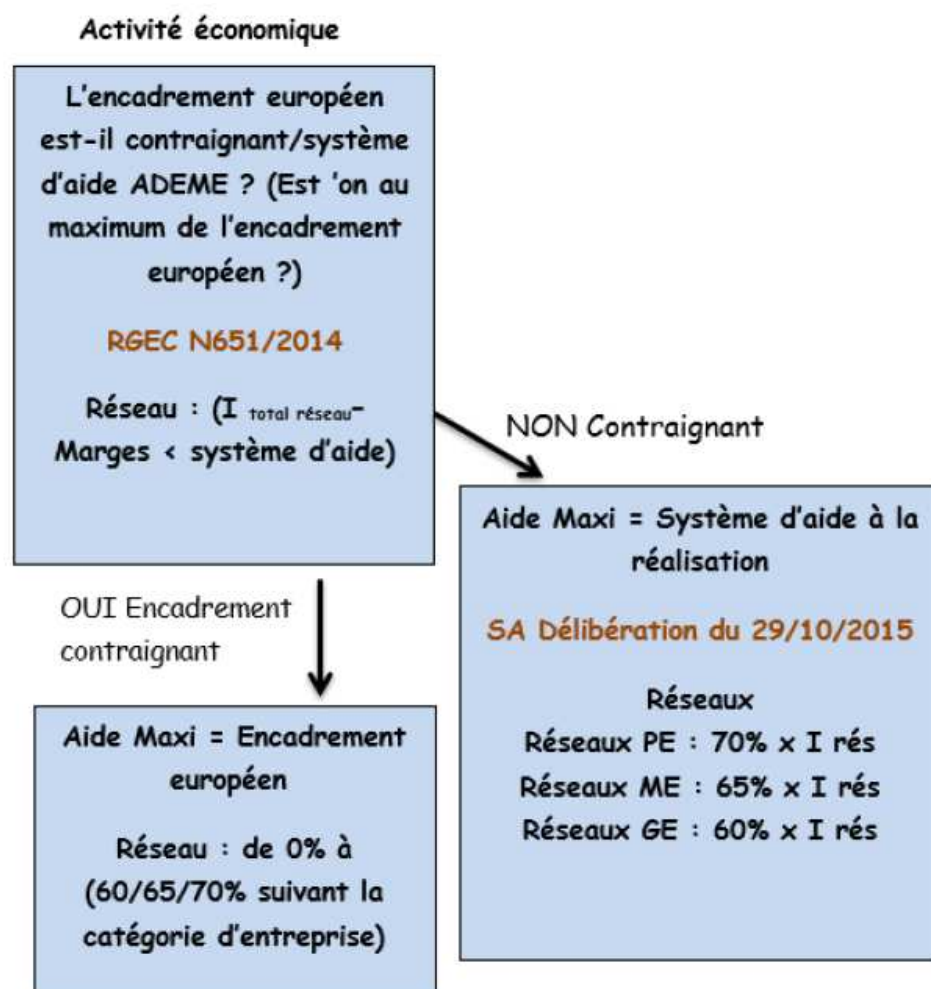 Activité économique
L'encadrement européen
est-il contraignant/système
d'aide ADEME ? (Est 'on au
maximum de l'encadrement
européen ?)
RGEC N651/2014
Réseau : (I total réseau-
Marges < système d'aide)
NON Contraignant
Aide Maxi = Système d'aide à la
réalisation
SA Délibération du 29/10/2015
Réseaux
Réseaux PE : 70% x I rés
Réseaux ME : 65% x I rés
Réseaux GE : 60% x I rés
OUI Encadrement
contraignant
Aide Maxi = Encadrement
européen
Réseau : de 0% à
(60/65/70% suivant la
catégorie d'entreprise)